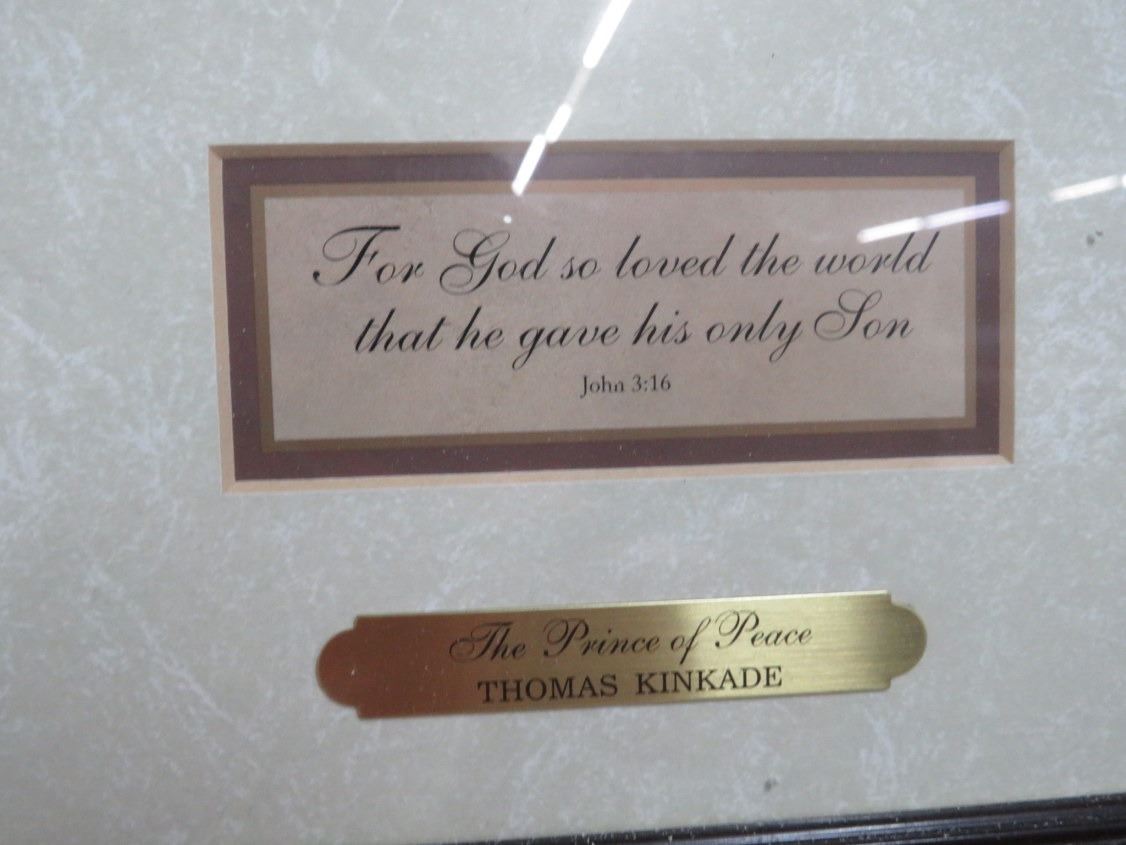 For God so loved the world
that he gave his only Son
John 3:16
The Prince of Peace
THOMAS KINKADE